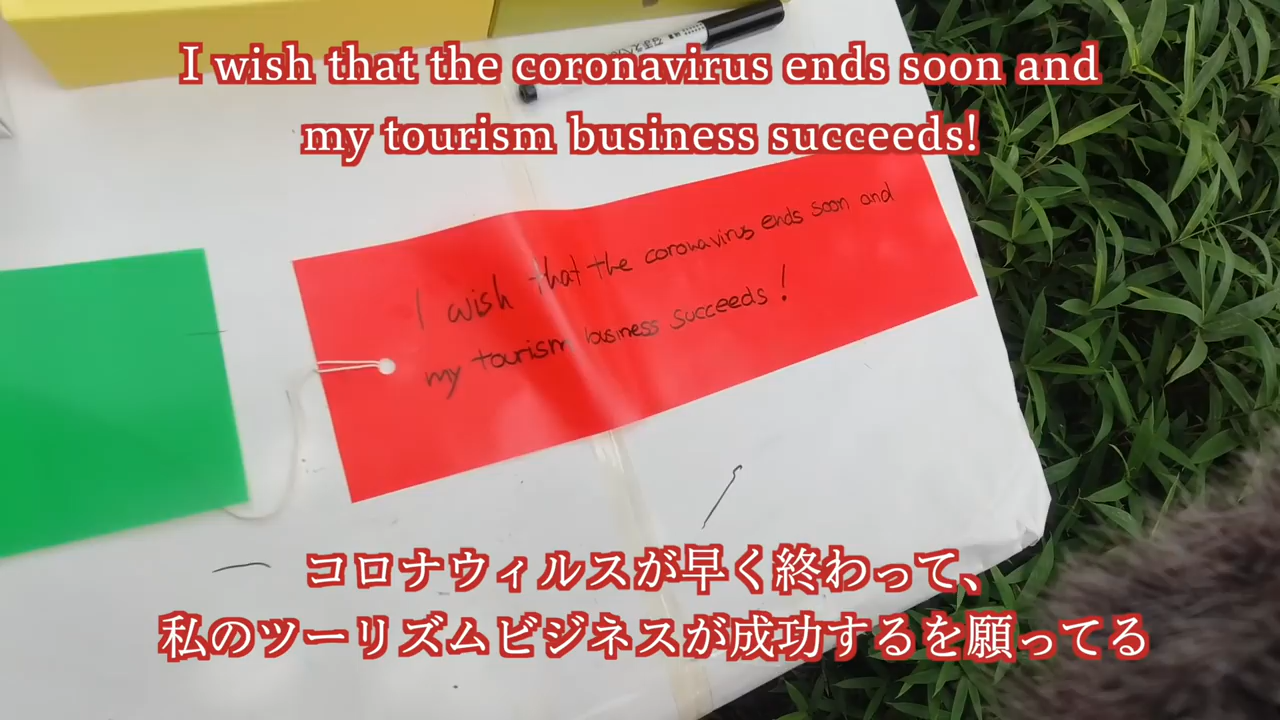 I wish that the coronavirus ends soon and
my tourism business succeeds!
I wish that the coronavirus ends soon and
my tourism business succeeds!
コロナウィルスが早く終わって、
私のツーリズムビジネスが成功するを願ってる